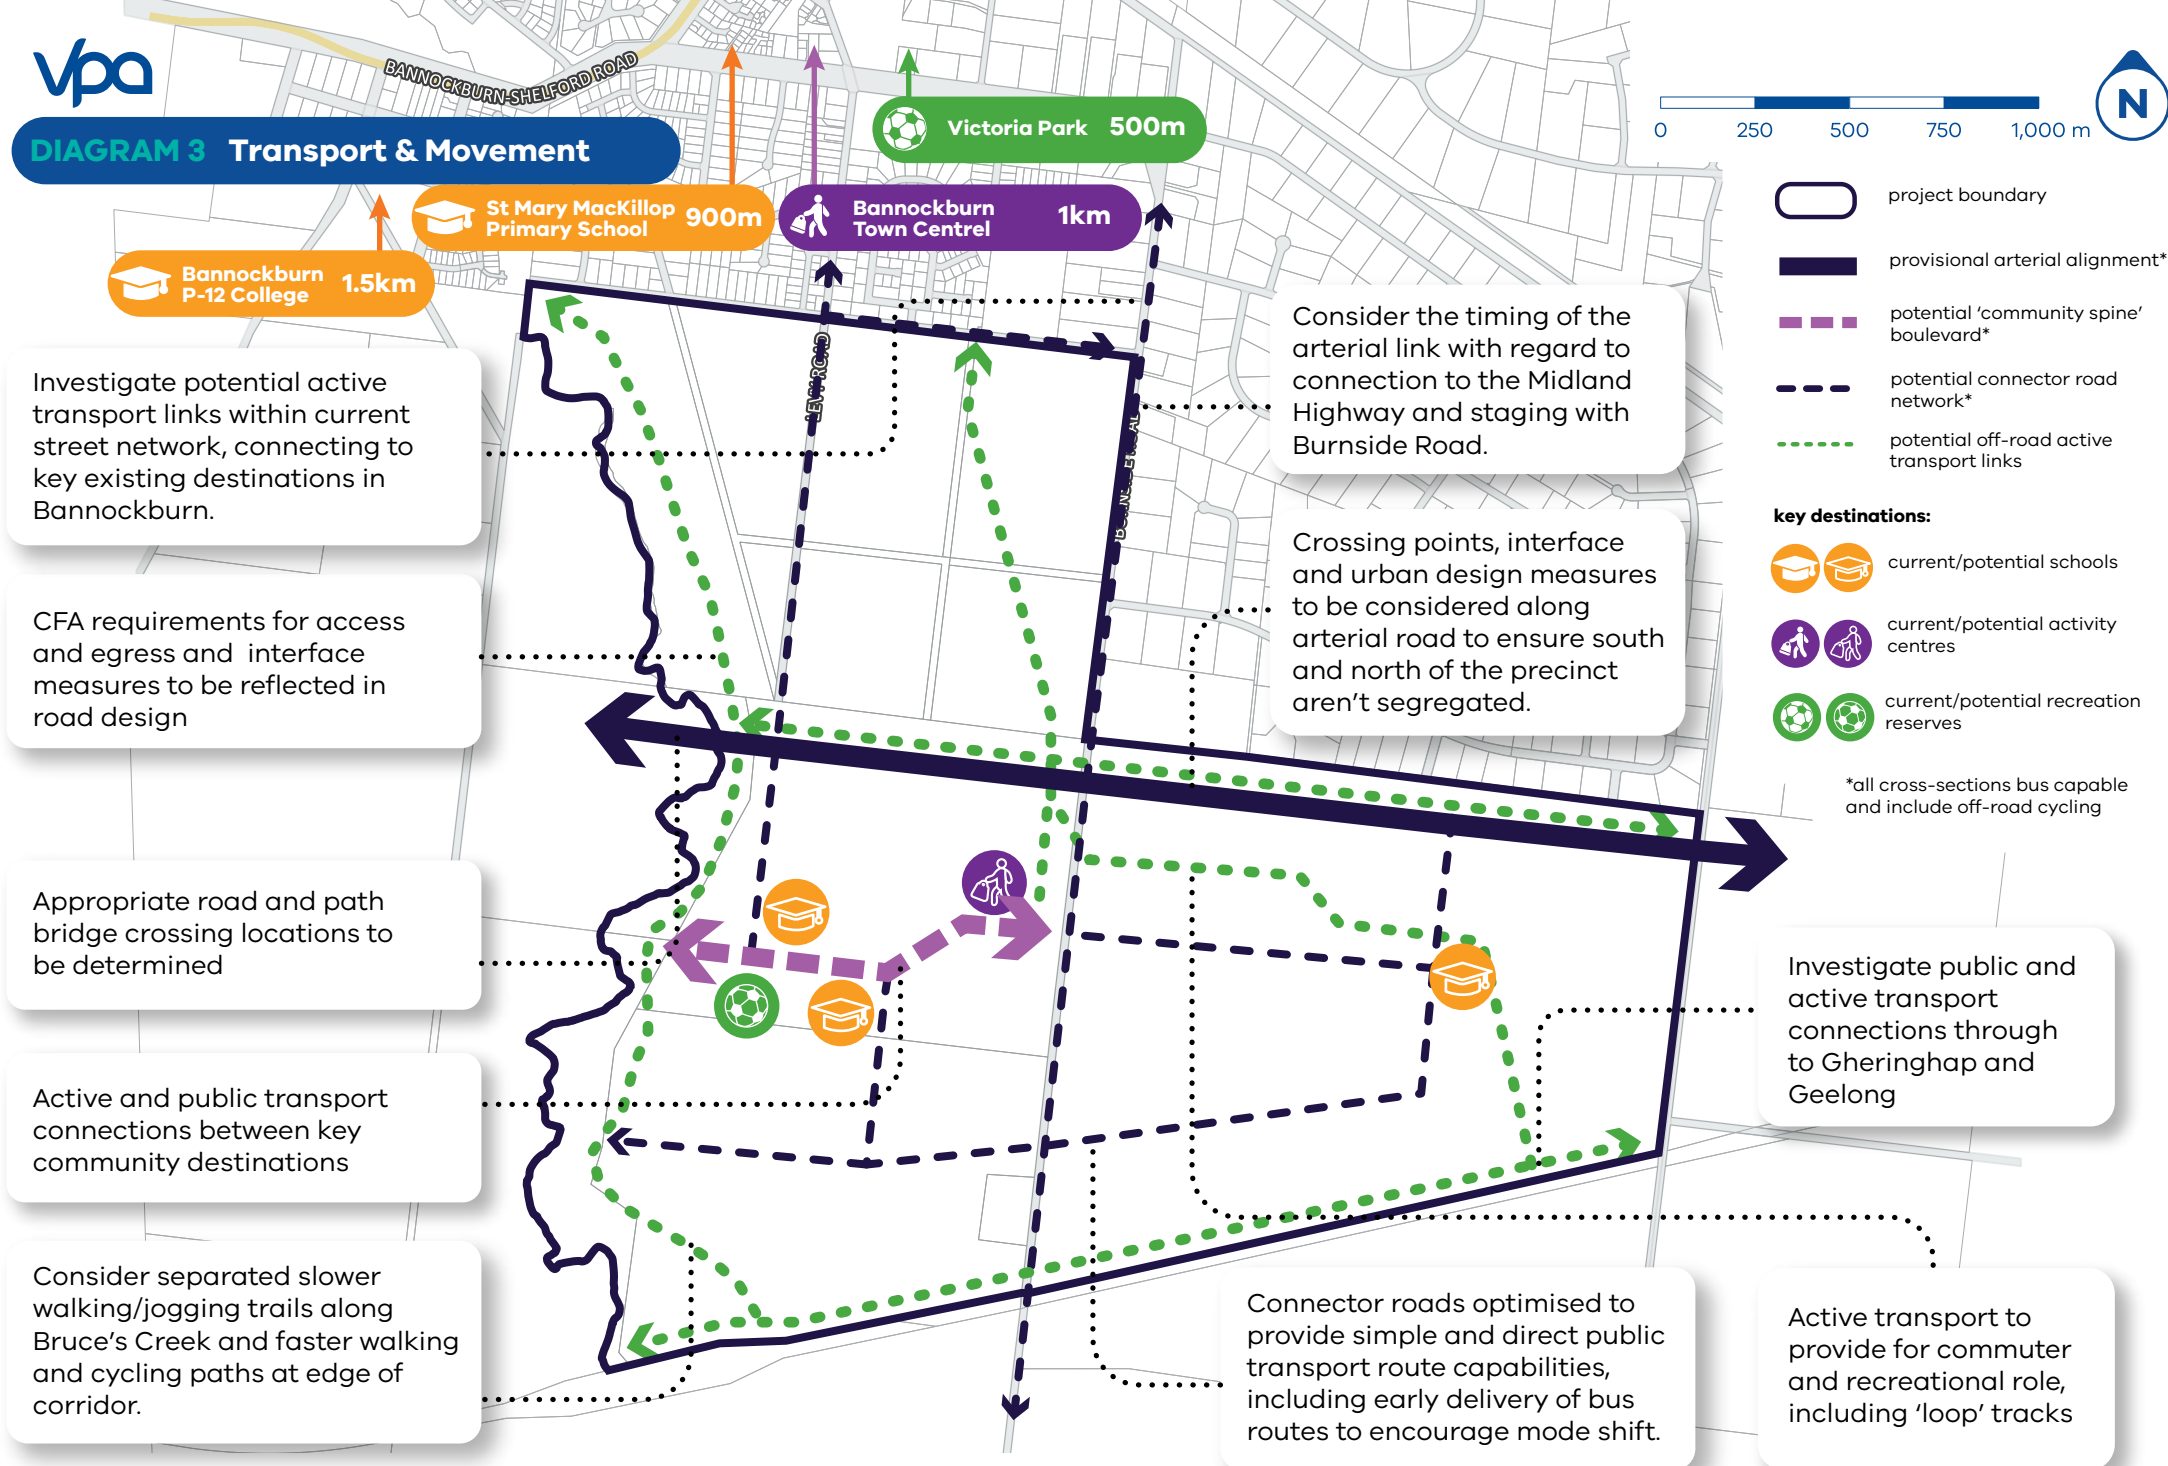 vpa
BANNOCKBURN-SHELFORD ROAD
DIAGRAM 3 Transport & Movement
Victoria Park 500m
St Mary MacKillop
Primary School 900m
Bannockburn
Town Centrel 1km
Bannockburn
P-12 College 1.5km
0 250 500 750 1,000 m
N
project boundary
provisional arterial alignment*
potential 'community spine'
boulevard*
potential connector road
network*
potential off-road active
transport links
key destinations:
current/potential schools
current/potential activity
centres
current/potential recreation
reserves
*all cross-sections bus capable
and include off-road cycling
LEVY ROAD
BURNSIDE ROAD
Investigate potential active
transport links within current
street network, connecting to
key existing destinations in
Bannockburn.
CFA requirements for access
and egress and interface
measures to be reflected in
road design
Appropriate road and path
bridge crossing locations to
be determined
Active and public transport
connections between key
community destinations
Consider separated slower
walking/jogging trails along
Bruce's Creek and faster walking
and cycling paths at edge of
corridor.
Consider the timing of the
arterial link with regard to
connection to the Midland
Highway and staging with
Burnside Road.
Crossing points, interface
and urban design measures
to be considered along
arterial road to ensure south
and north of the precinct
aren't segregated.
Investigate public and
active transport
connections through
to Gheringhap and
Geelong
Connector roads optimised to
provide simple and direct public
transport route capabilities,
including early delivery of bus
routes to encourage mode shift.
Active transport to
provide for commuter
and recreational role,
including 'loop' tracks